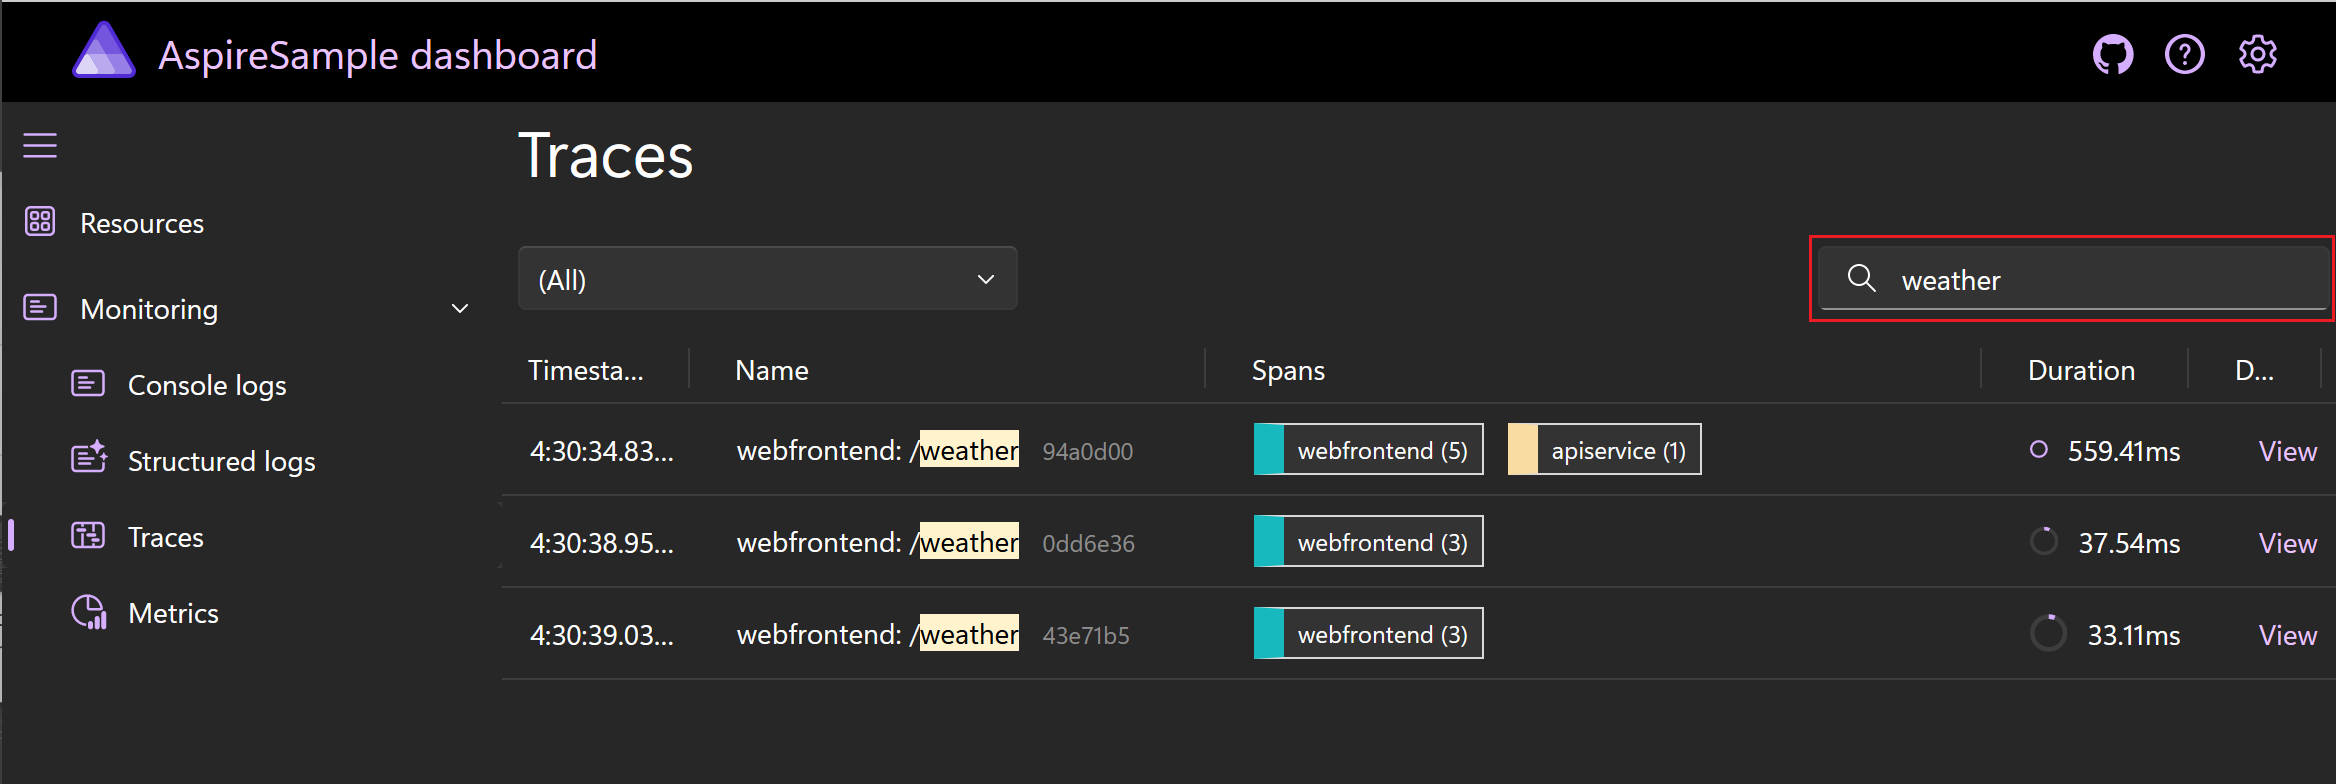 AspireSample dashboard
Traces
Resources
(All)
weather
Monitoring
Timesta... Name Spans Duration D...
Console logs
4:30:34.83... webfrontend: /weather 94a0d00 webfrontend (5) apiservice (1) 559.41ms View
Structured logs
4:30:38.95... webfrontend: /weather 0dd6e36 webfrontend (3) 37.54ms View
Traces
4:30:39.03... webfrontend: /weather 43e71b5 webfrontend (3) 33.11ms View
Metrics